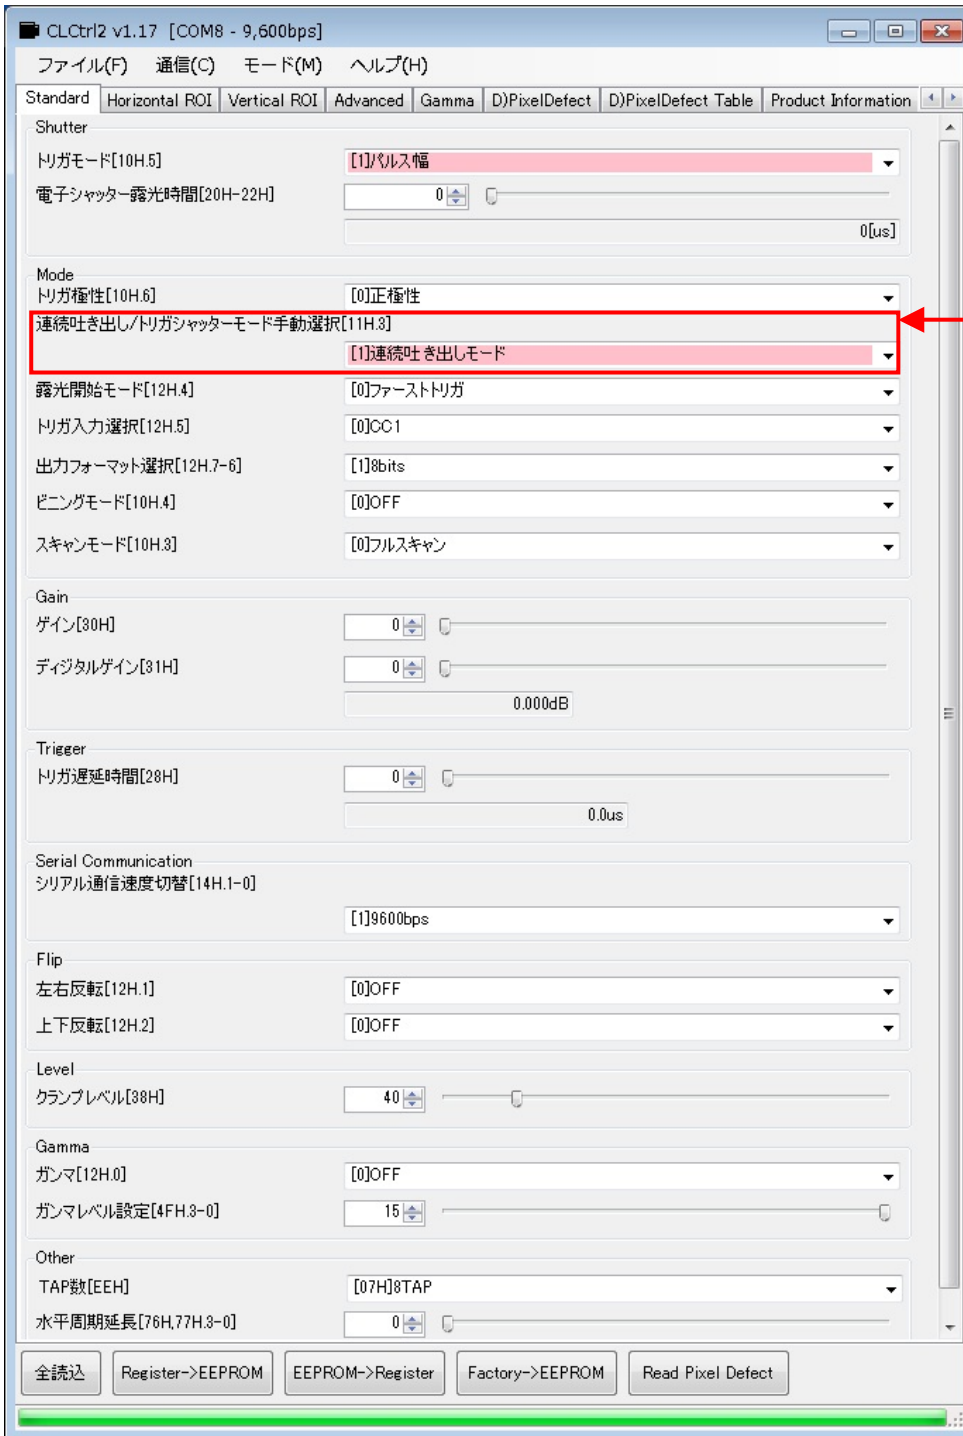 CLCtrl2 v1.17 [COM8 - 9,600bps]
ファイル(F) 通信(C) モード(M) ヘルプ(H)
Standard Horizontal ROI Vertical ROI Advanced Gamma D)PixelDefect D)PixelDefect Table Product Information
Shutter
トリガモード[10H.5] [1]パルス幅
電子シャッター露光時間[20H-22H] 0
0[us]
Mode
トリガ極性[10H.6] [0]正極性
連続吐き出し/トリガシャッターモード手動選択[11H.3]
[1]連続吐き出しモード
露光開始モード[12H.4] [0]ファーストトリガ
トリガ入力選択[12H.5] [0]CC1
出力フォーマット選択[12H.7-6] [1]8bits
ビニングモード[10H.4] [0]OFF
スキャンモード[10H.3] [0]フルスキャン
Gain
ゲイン[30H] 0
ディジタルゲイン[31H] 0
0.000dB
Trigger
トリガ遅延時間[28H] 0
0.0us
Serial Communication
シリアル通信速度切替[14H.1-0]
[1]9600bps
Flip
左右反転[12H.1] [0]OFF
上下反転[12H.2] [0]OFF
Level
クランプレベル[38H] 40
Gamma
ガンマ[12H.0] [0]OFF
ガンマレベル設定[4FH.3-0] 15
Other
TAP数[EEH] [07H]8TAP
水平周期延長[76H,77H.3-0] 0
全読込 Register->EEPROM EEPROM->Register Factory->EEPROM Read Pixel Defect